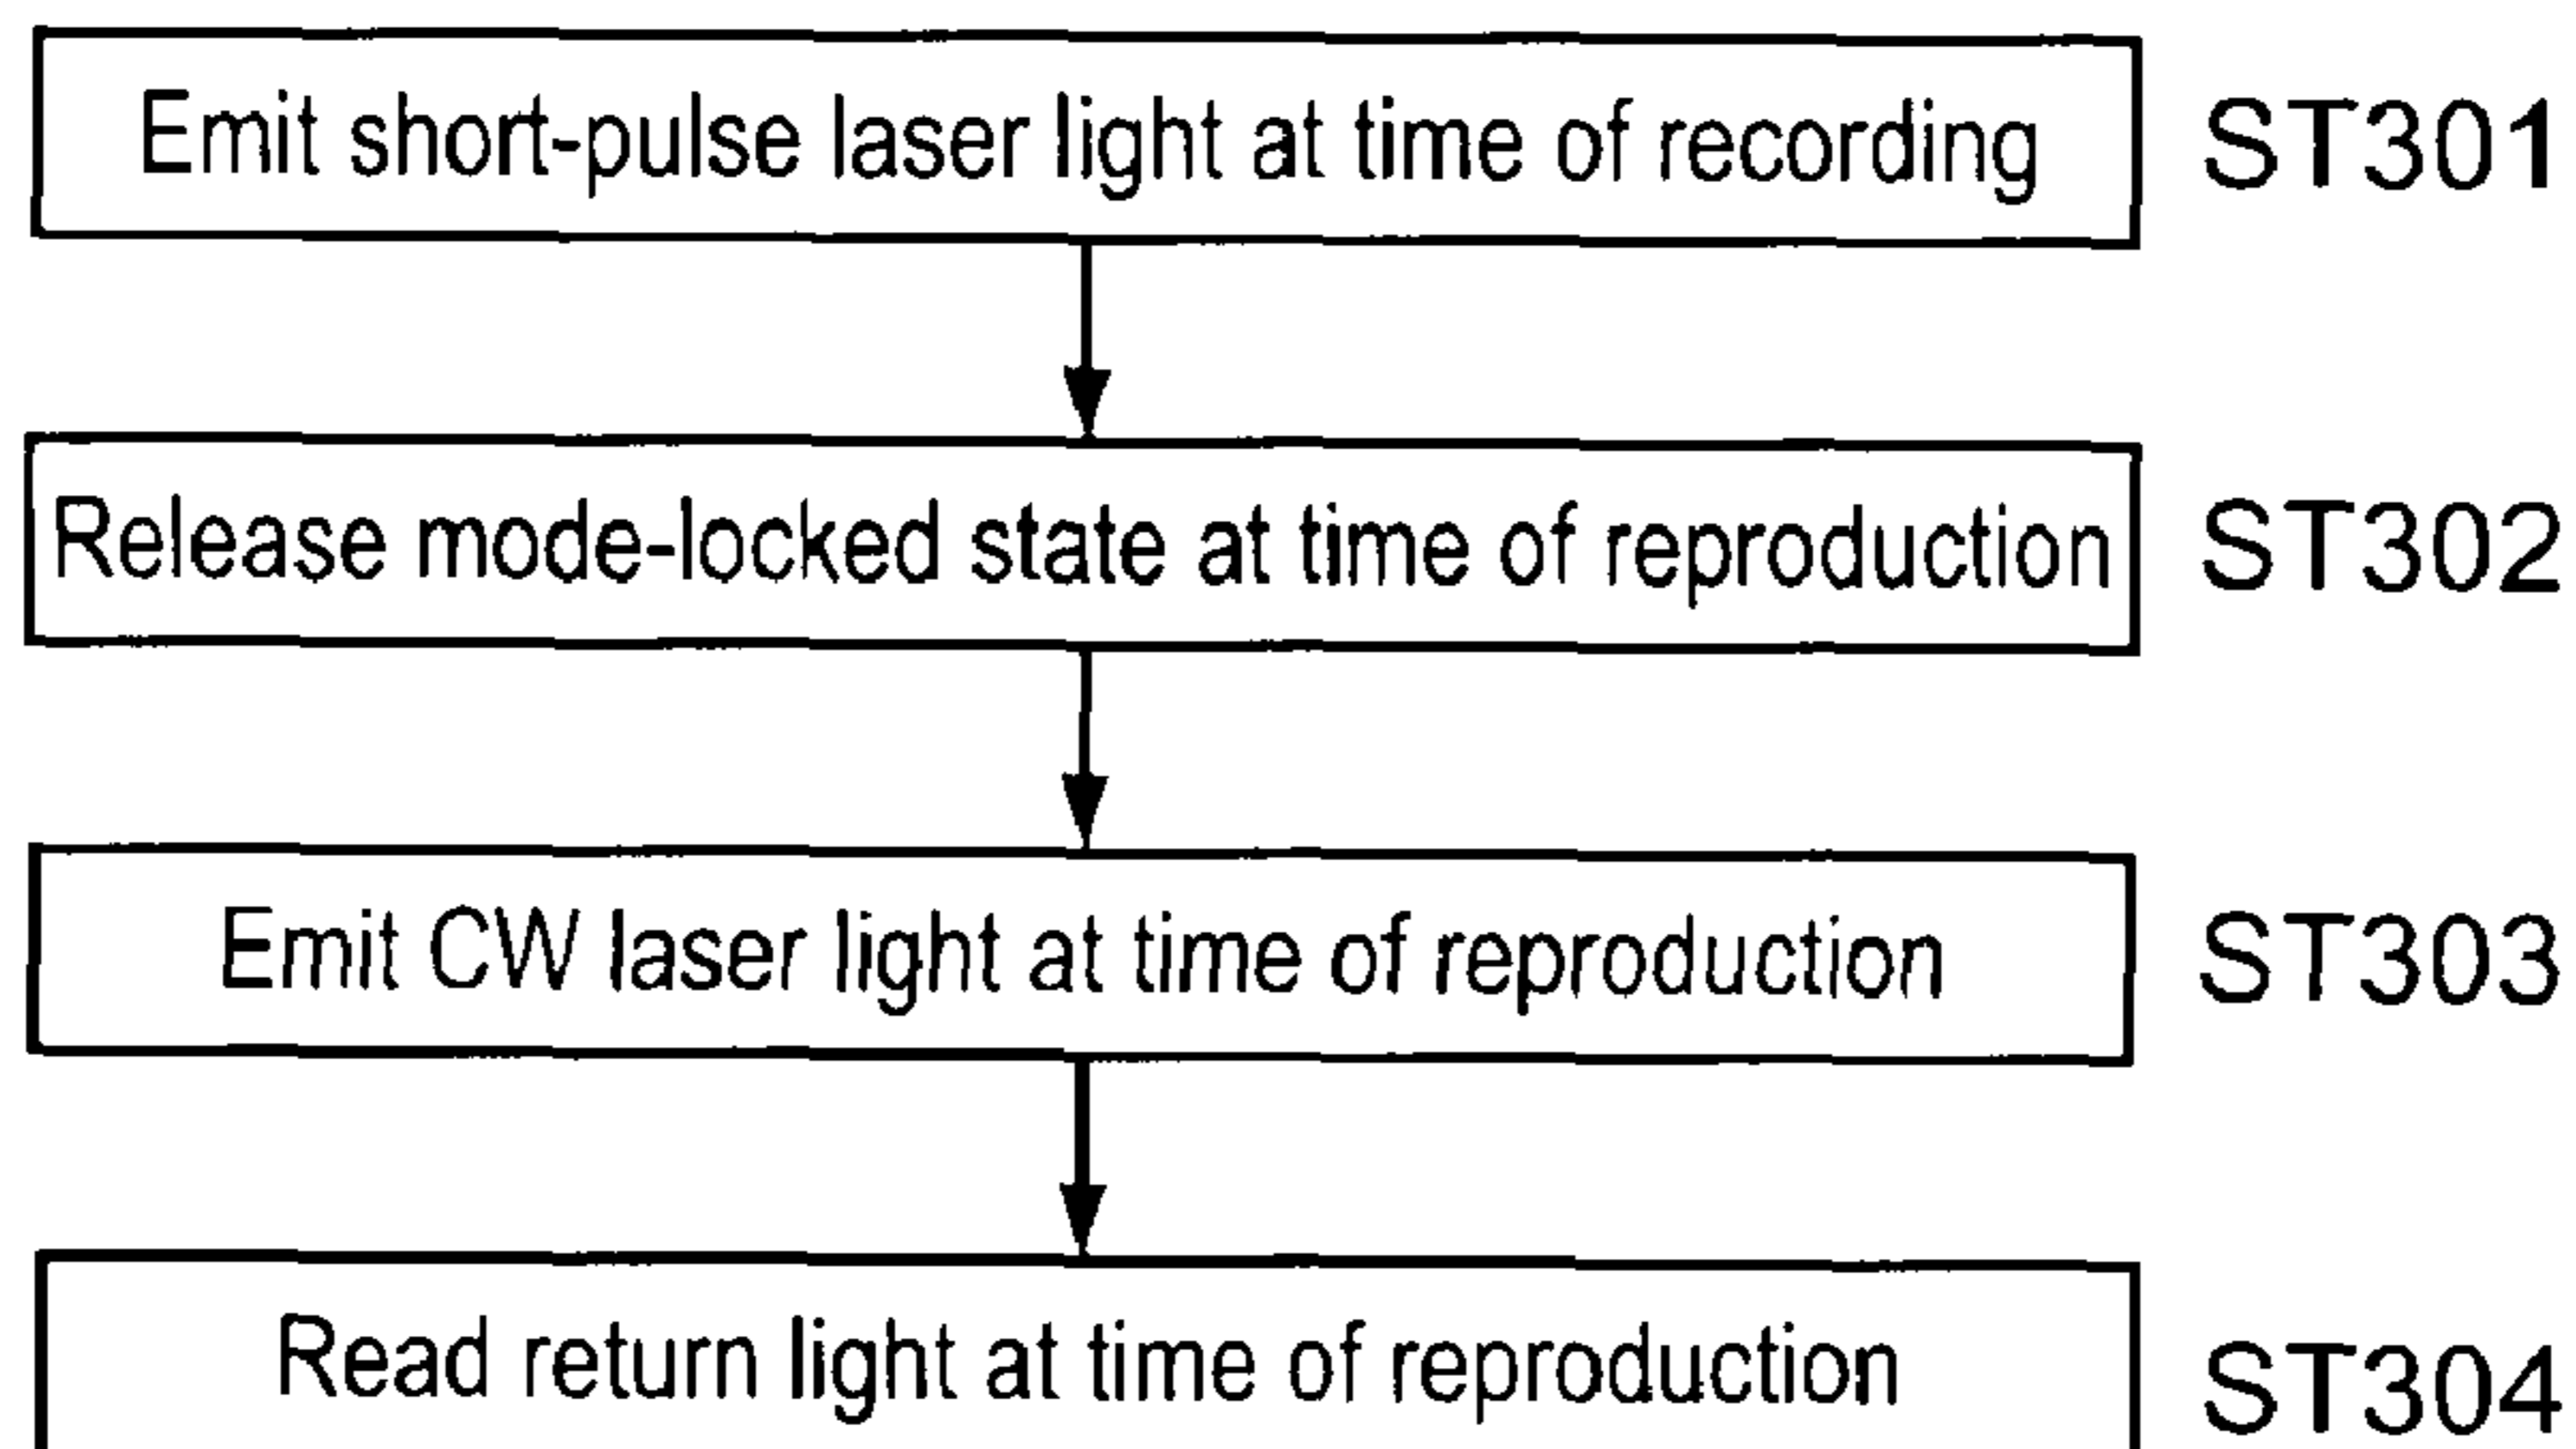 Emit short-pulse laser light at time of recording ST301
Release mode-locked state at time of reproduction ST302
Emit CW laser light at time of reproduction ST303
Read return light at time of reproduction ST304